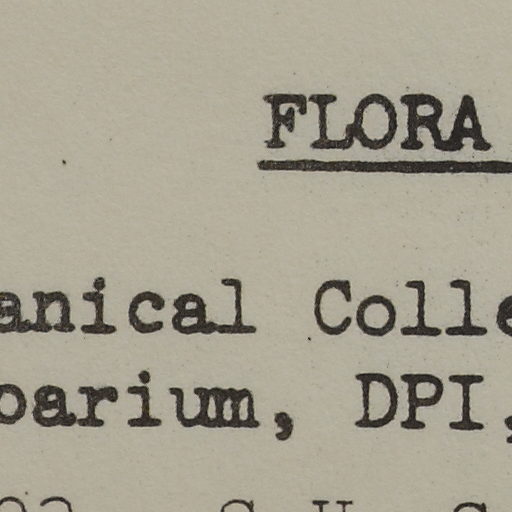 FLORA
anical Colle
barium, DPI,